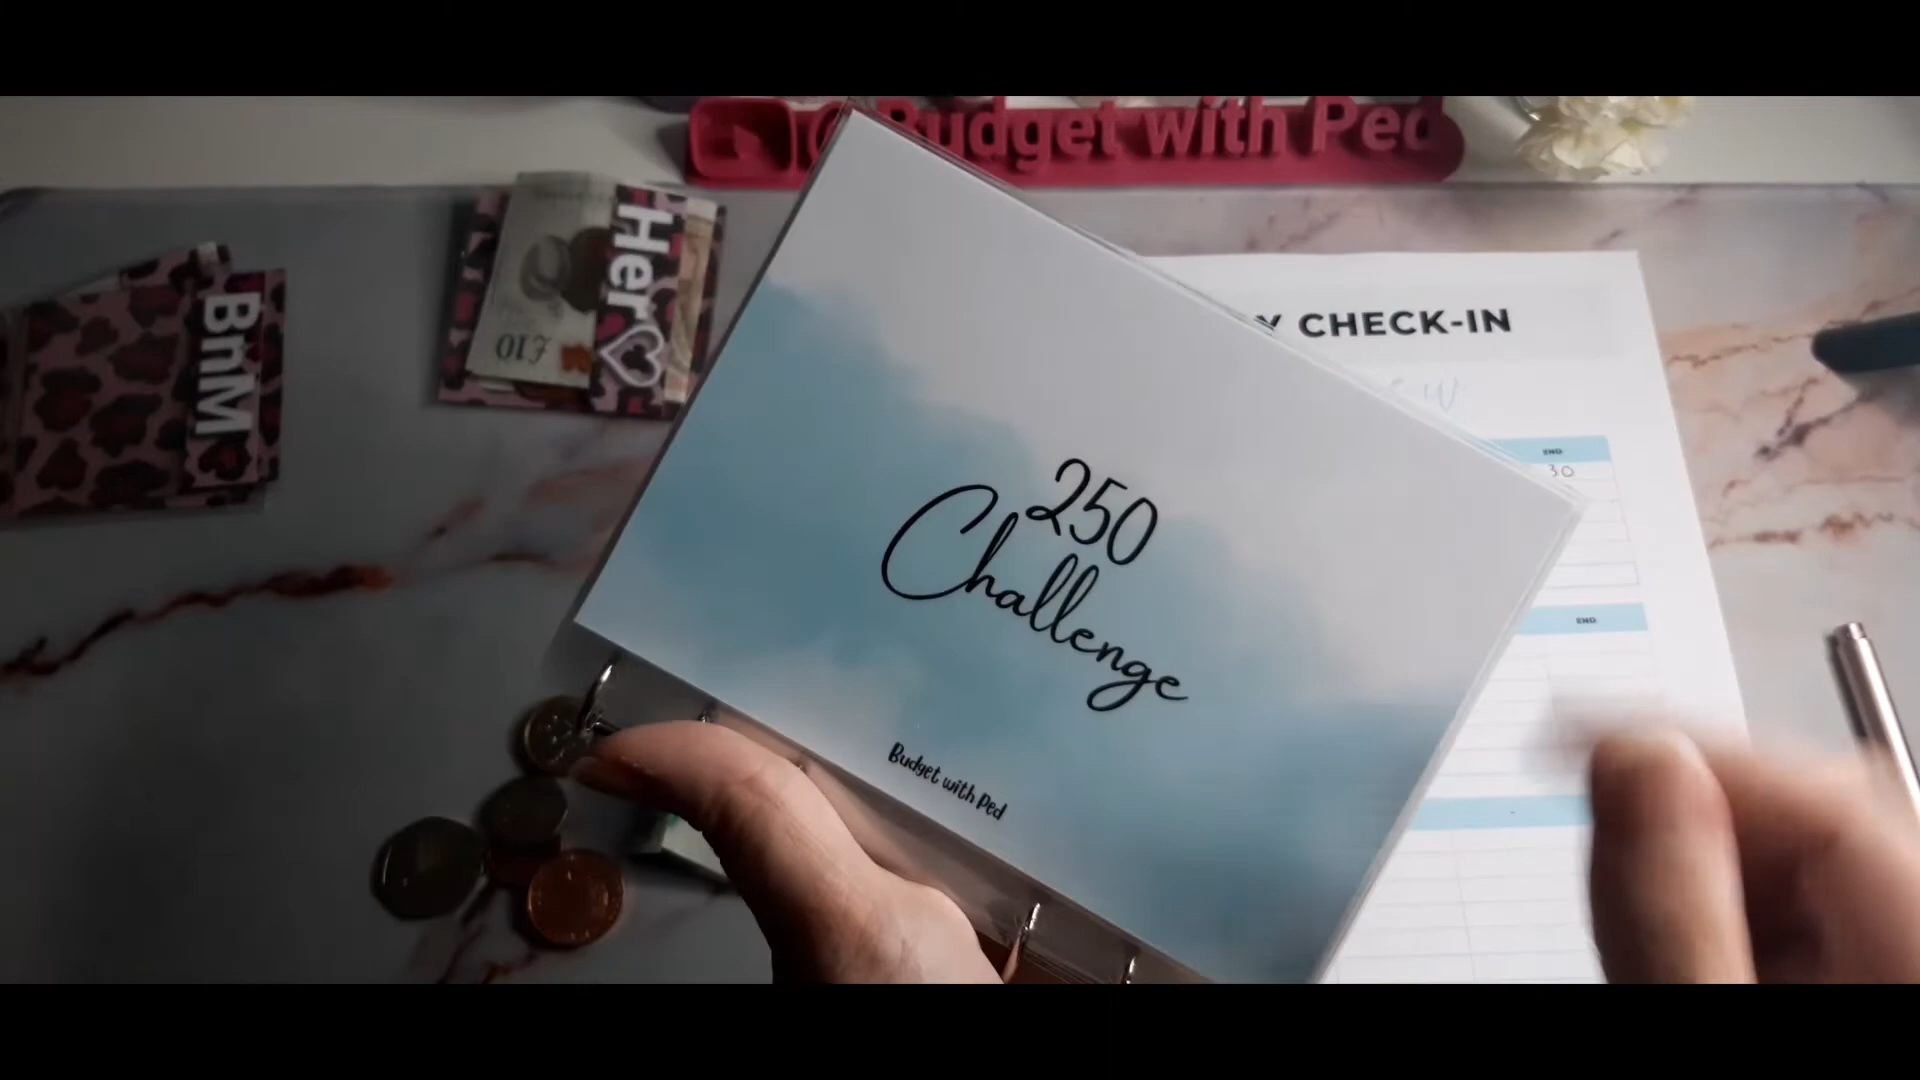 @Budget with Ped
Her
£10
BnM
Y CHECK-IN
END
30
250
Challenge
END
Budget with Ped